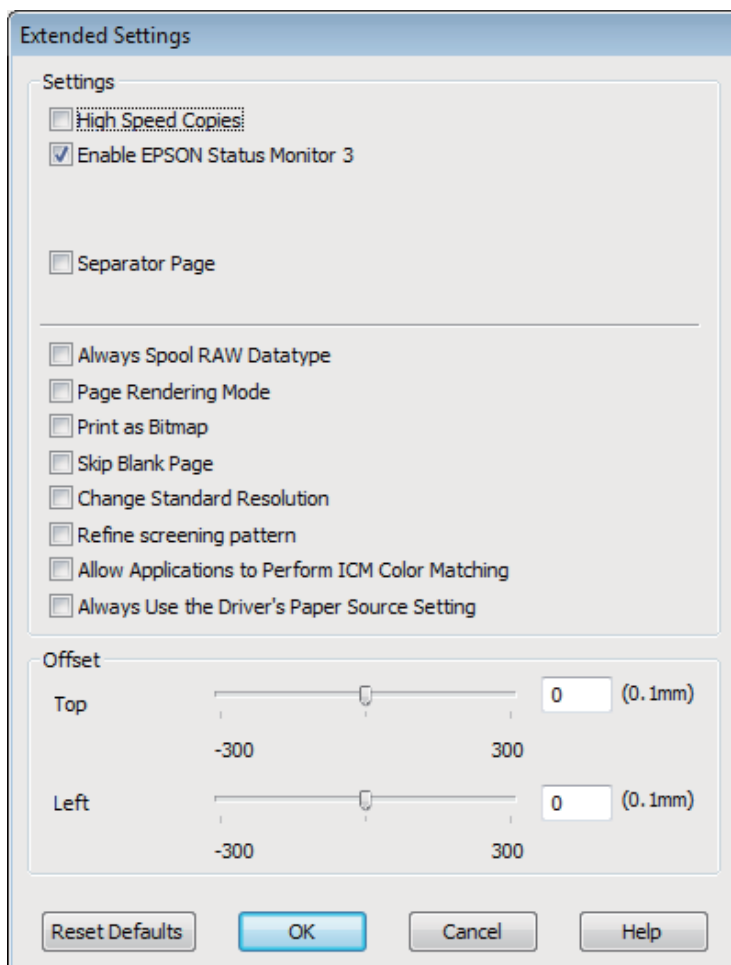 Extended Settings
Settings
High Speed Copies
Enable EPSON Status Monitor 3
Separator Page
Always Spool RAW Datatype
Page Rendering Mode
Print as Bitmap
Skip Blank Page
Change Standard Resolution
Refine screening pattern
Allow Applications to Perform ICM Color Matching
Always Use the Driver's Paper Source Setting
Offset
Top 0 (0.1mm)
-300 300
Left 0 (0.1mm)
-300 300
Reset Defaults OK Cancel Help